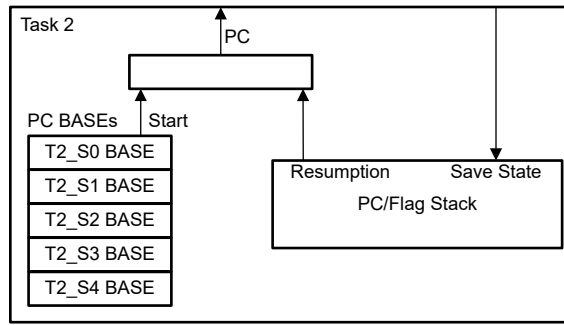 Task 2
PC
PC BASEs
Start
T2_S0 BASE
T2_S1 BASE
T2_S2 BASE
T2_S3 BASE
T2_S4 BASE
Resumption
Save State
PC/Flag Stack